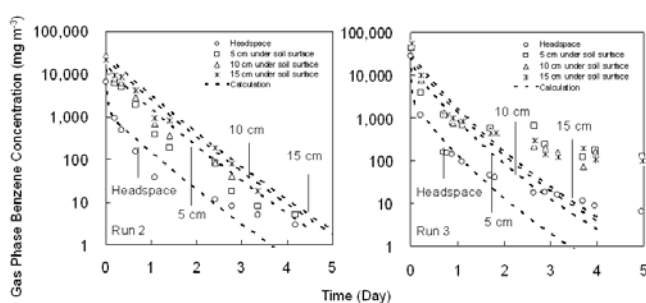 Gas Phase Benzene Concentration (mg m-3)
100,000
10,000
1,000
100
10
1
Headspace
5 cm under soil surface
10 cm under soil surface
15 cm under soil surface
Calculation
10 cm
15 cm
Headspace
5 cm
Run 2
0 1 2 3 4 5
100,000
10,000
1,000
100
10
1
Headspace
5 cm under soil surface
10 cm under soil surface
15 cm under soil surface
Calculation
10 cm
15 cm
Headspace
5 cm
Run 3
0 1 2 3 4 5
Time (Day)